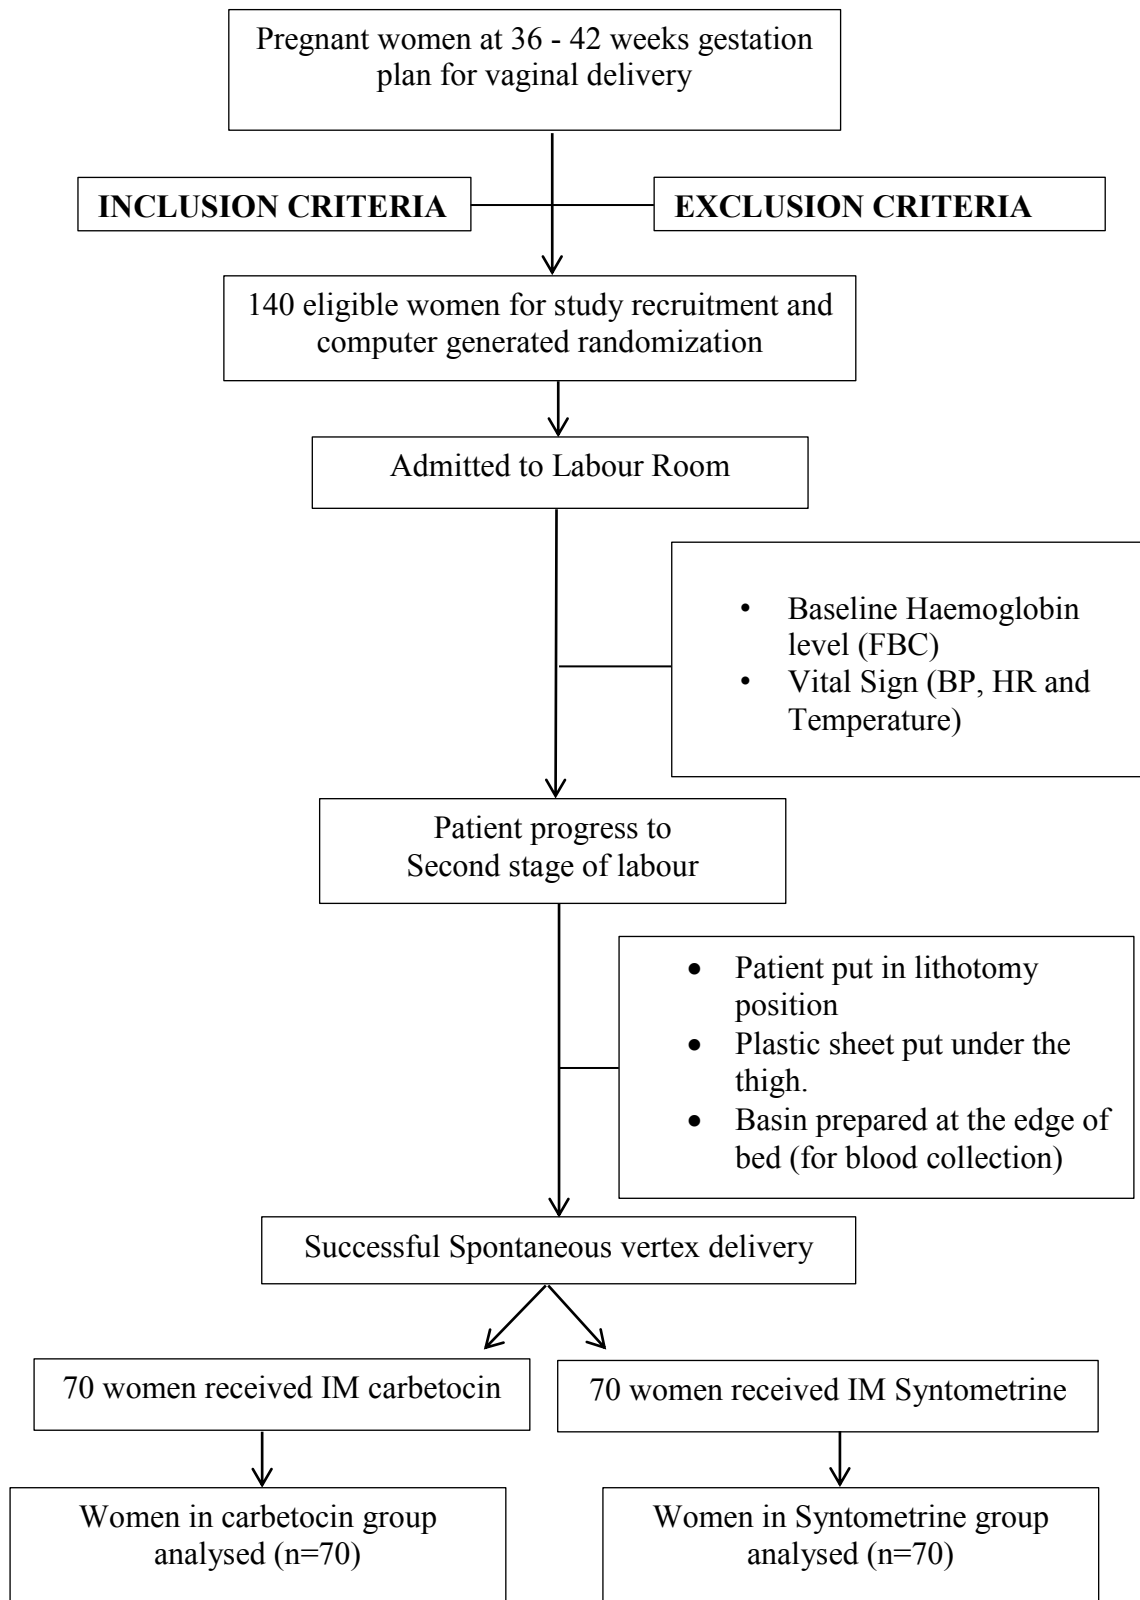 Pregnant women at 36 - 42 weeks gestation
plan for vaginal delivery
INCLUSION CRITERIA
EXCLUSION CRITERIA
140 eligible women for study recruitment and
computer generated randomization
Admitted to Labour Room
• Baseline Haemoglobin
level (FBC)
• Vital Sign (BP, HR and
Temperature)
Patient progress to
Second stage of labour
• Patient put in lithotomy
position
• Plastic sheet put under the
thigh.
• Basin prepared at the edge of
bed (for blood collection)
Successful Spontaneous vertex delivery
70 women received IM carbetocin
70 women received IM Syntometrine
Women in carbetocin group
analysed (n=70)
Women in Syntometrine group
analysed (n=70)